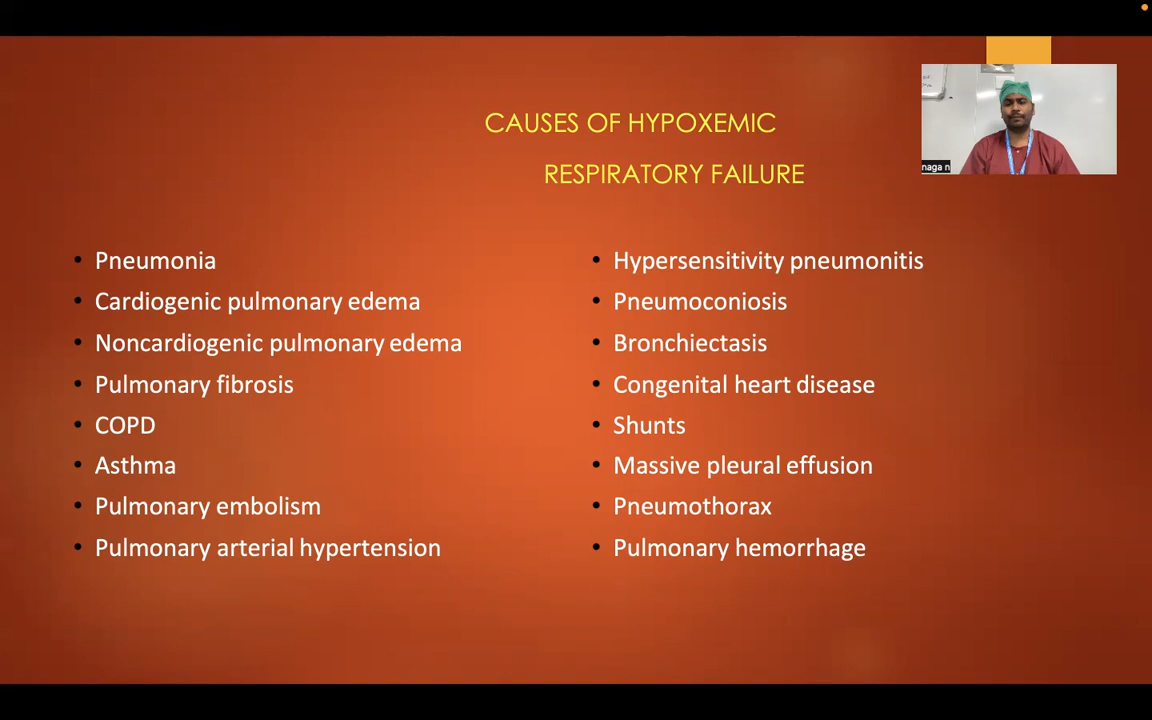 CAUSES OF HYPOXEMIC
RESPIRATORY FAILURE
naga n
• Pneumonia
• Cardiogenic pulmonary edema
• Noncardiogenic pulmonary edema
• Pulmonary fibrosis
• COPD
• Asthma
• Pulmonary embolism
• Pulmonary arterial hypertension
• Hypersensitivity pneumonitis
• Pneumoconiosis
• Bronchiectasis
• Congenital heart disease
• Shunts
• Massive pleural effusion
• Pneumothorax
• Pulmonary hemorrhage